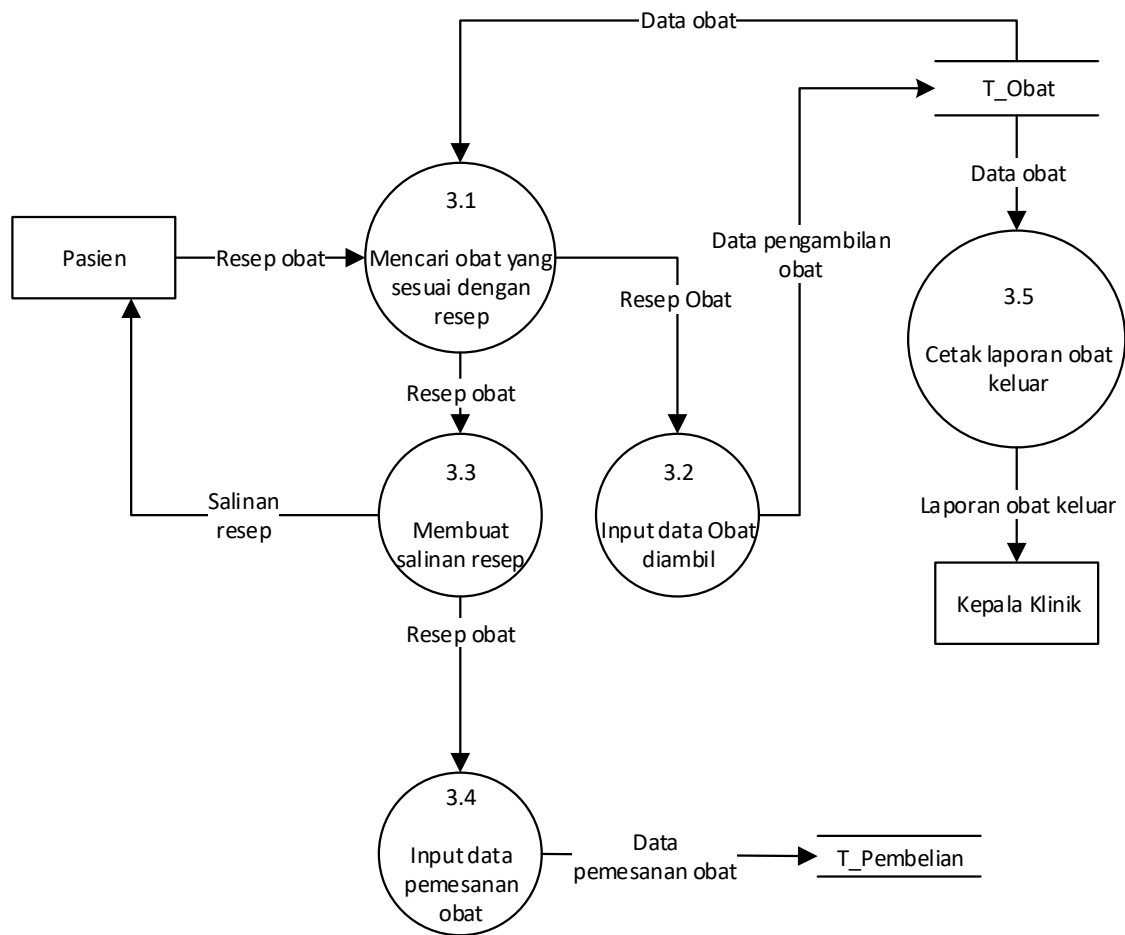 Data obat
T_Obat
Data obat
3.1
Mencari obat yang
sesuai dengan
resep
Pasien
Resep obat
Data pengambilan
obat
Resep Obat
3.5
Cetak laporan obat
keluar
Resep obat
3.3
Membuat
salinan resep
Salinan
resep
3.2
Input data Obat
diambil
Laporan obat keluar
Kepala Klinik
Resep obat
3.4
Input data
pemesanan
obat
Data
pemesanan obat
T_Pembelian